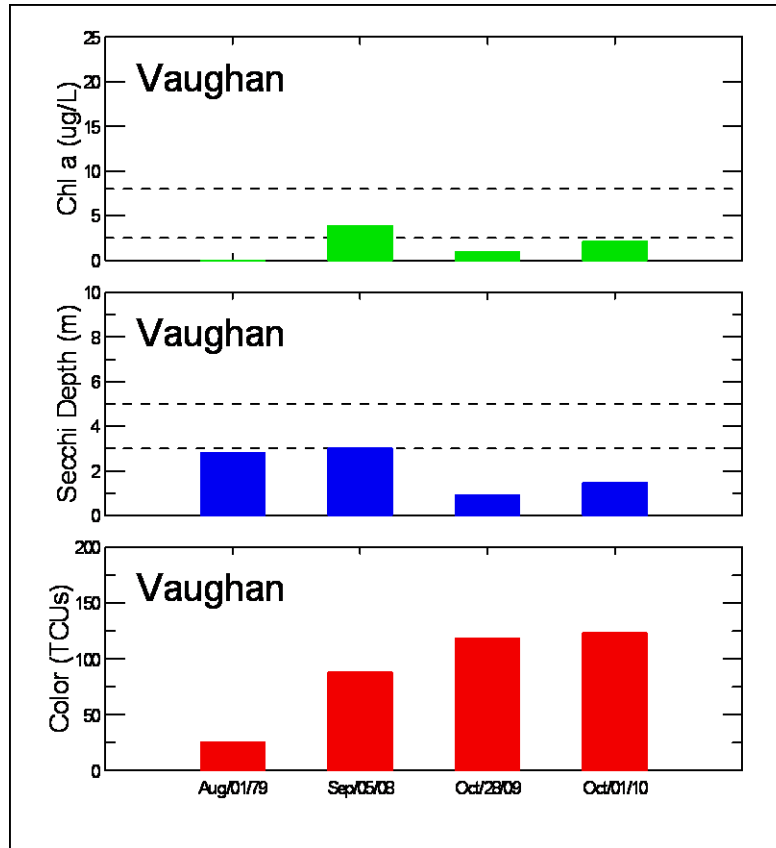 25
20
15
10
5
0
Chl a (ug/L)
Vaughan
10
8
6
4
2
0
Secchi Depth (m)
Vaughan
200
150
100
50
0
Color (TCUs)
Vaughan
Aug/01/79 Sep/05/08 Oct/28/09 Oct/01/10